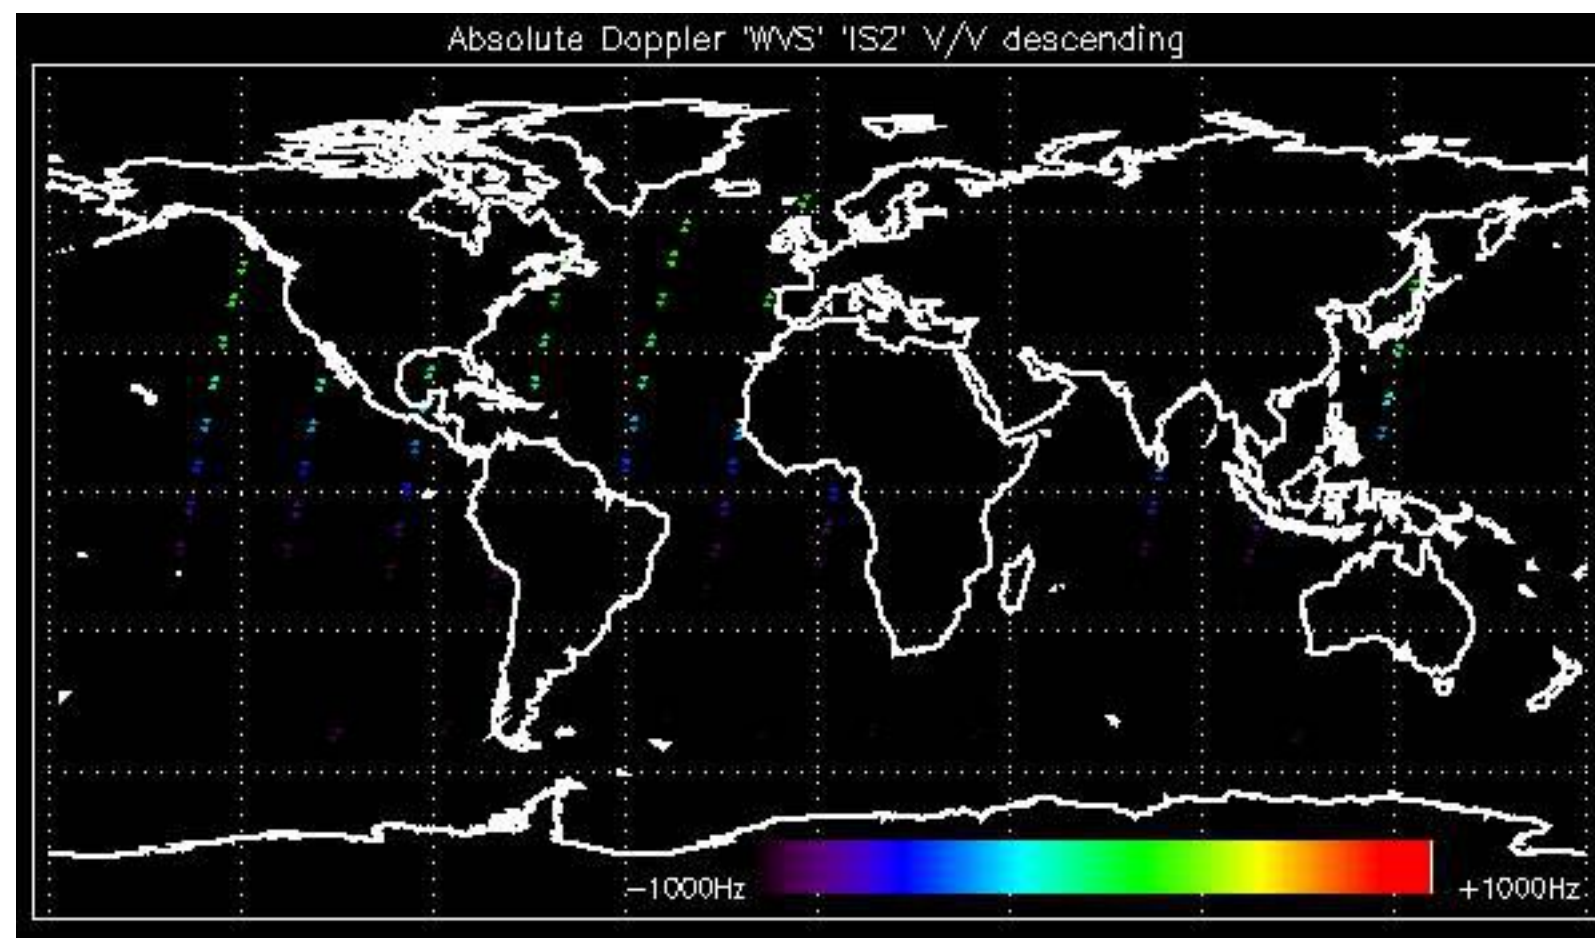 Absolute Doppler 'WVS' 'IS2' V/V descending
−1000Hz
+1000Hz